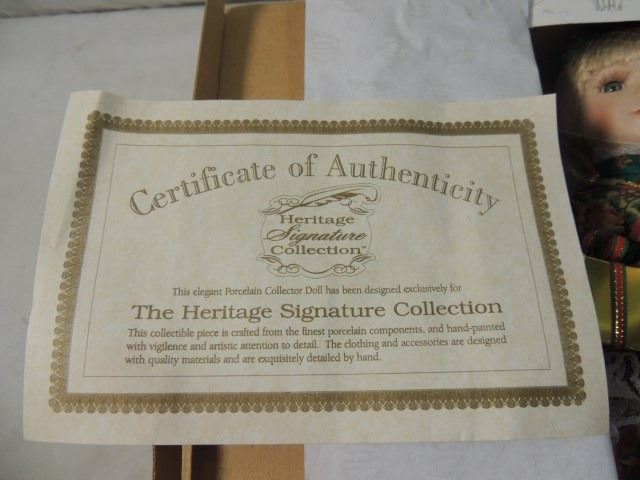 Certificate of Authenticity
Heritage
Signature
Collection™
This elegant Porcelain Collector Doll has been designed exclusively for
The Heritage Signature Collection
This collectible piece is crafted from the finest porcelain components, and hand-painted
with vigilence and artistic attention to detail. The clothing and accessories are designed
with quality materials and are exquisitely detailed by hand.